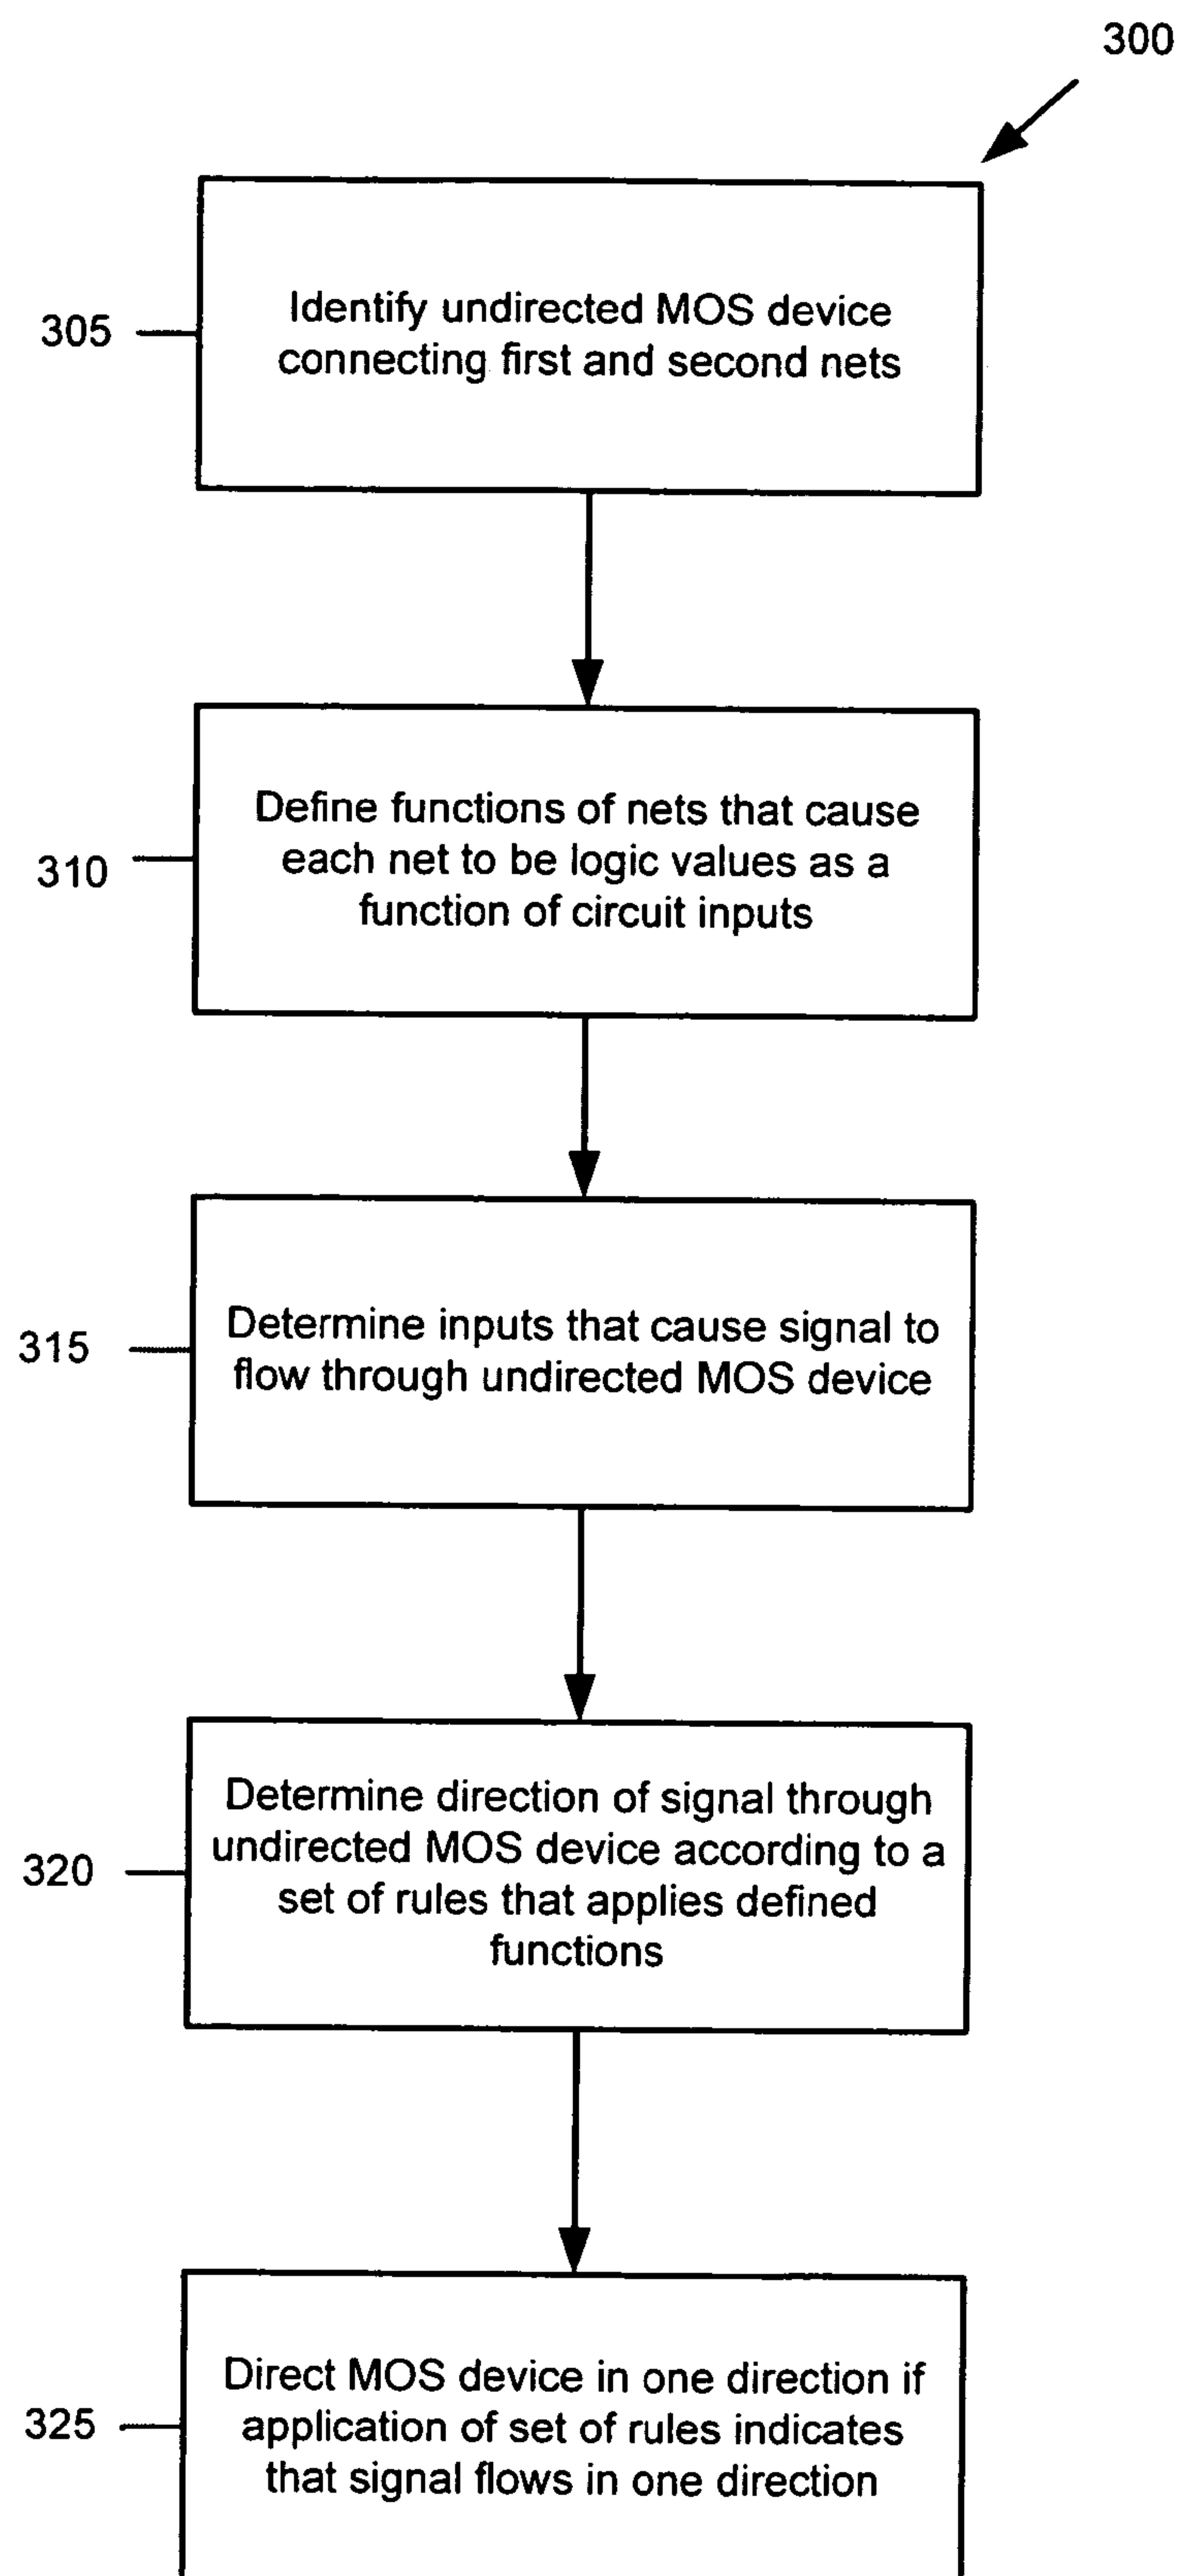 300
305
Identify undirected MOS device
connecting first and second nets
310
Define functions of nets that cause
each net to be logic values as a
function of circuit inputs
315
Determine inputs that cause signal to
flow through undirected MOS device
320
Determine direction of signal through
undirected MOS device according to a
set of rules that applies defined
functions
325
Direct MOS device in one direction if
application of set of rules indicates
that signal flows in one direction